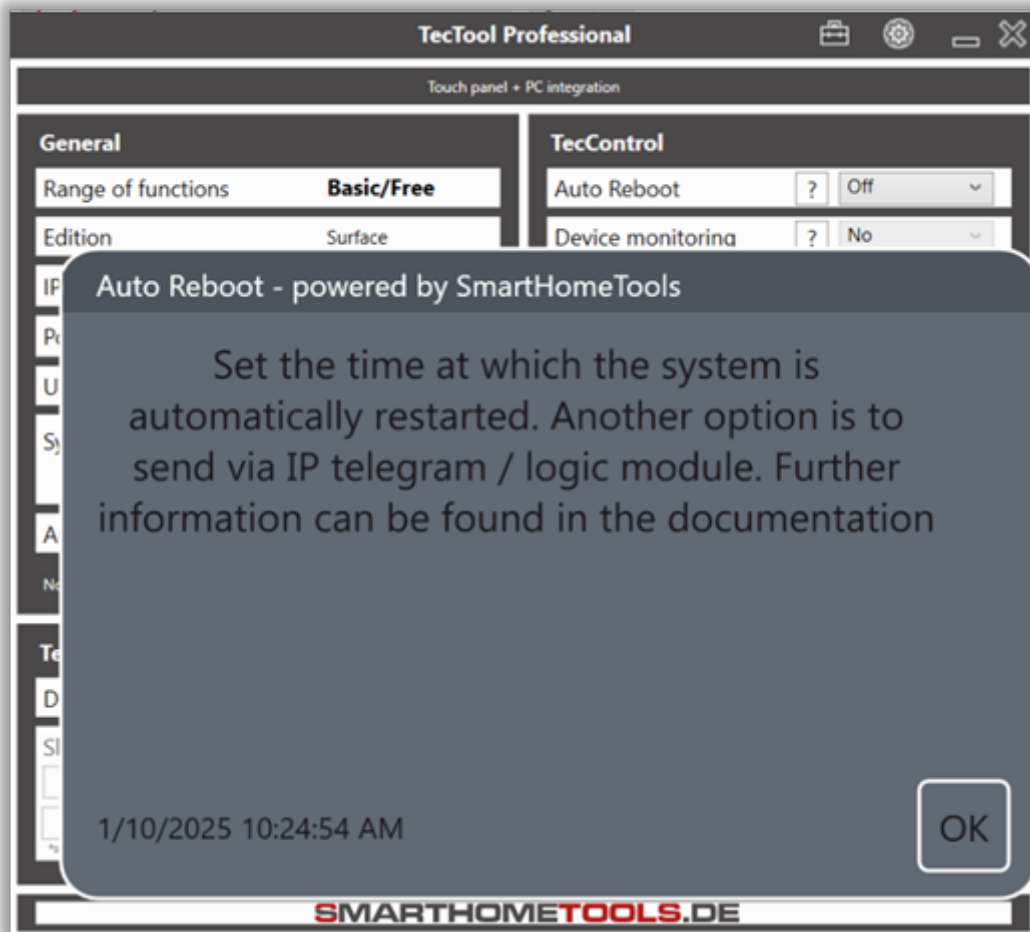 TecTool Professional
Touch panel + PC integration
General
Range of functions Basic/Free
Edition Surface
TecControl
Auto Reboot ? Off
Device monitoring ? No
Auto Reboot - powered by SmartHomeTools
Set the time at which the system is
automatically restarted. Another option is to
send via IP telegram / logic module. Further
information can be found in the documentation
1/10/2025 10:24:54 AM
OK
SMARTHOMETOOLS.DE